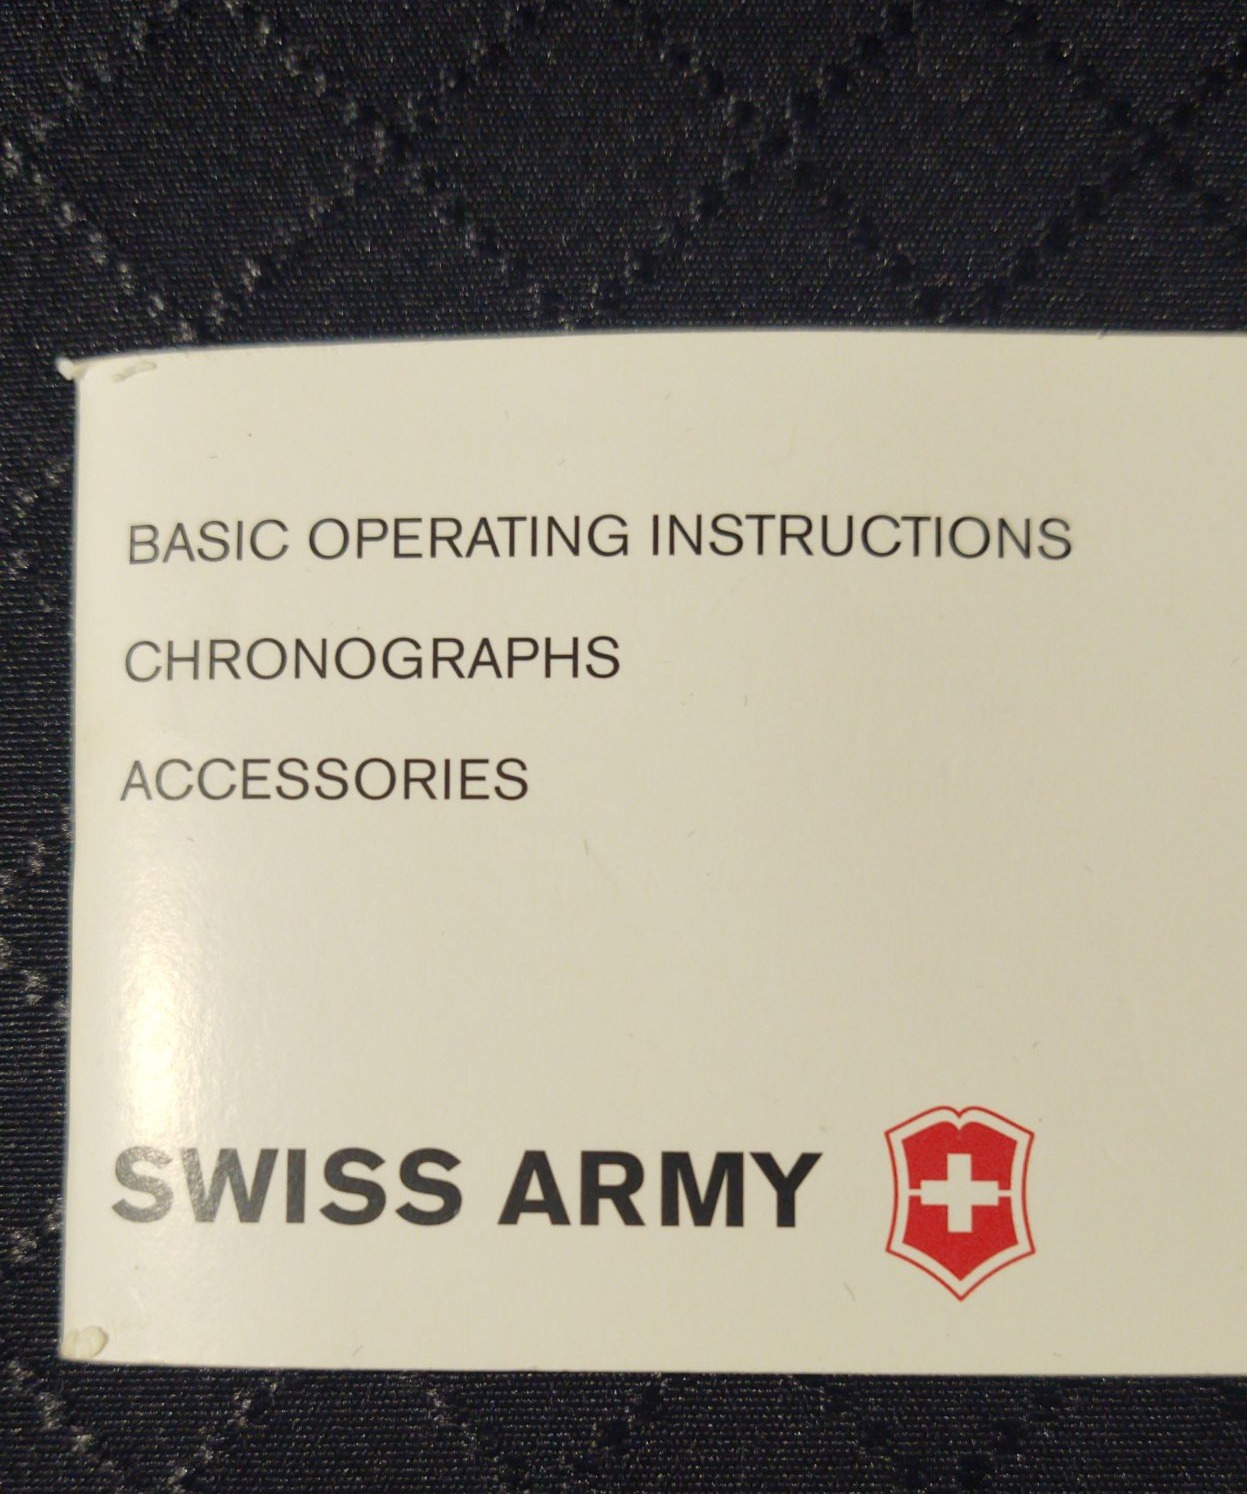 BASIC OPERATING INSTRUCTIONS
CHRONOGRAPHS
ACCESSORIES
SWISS ARMY